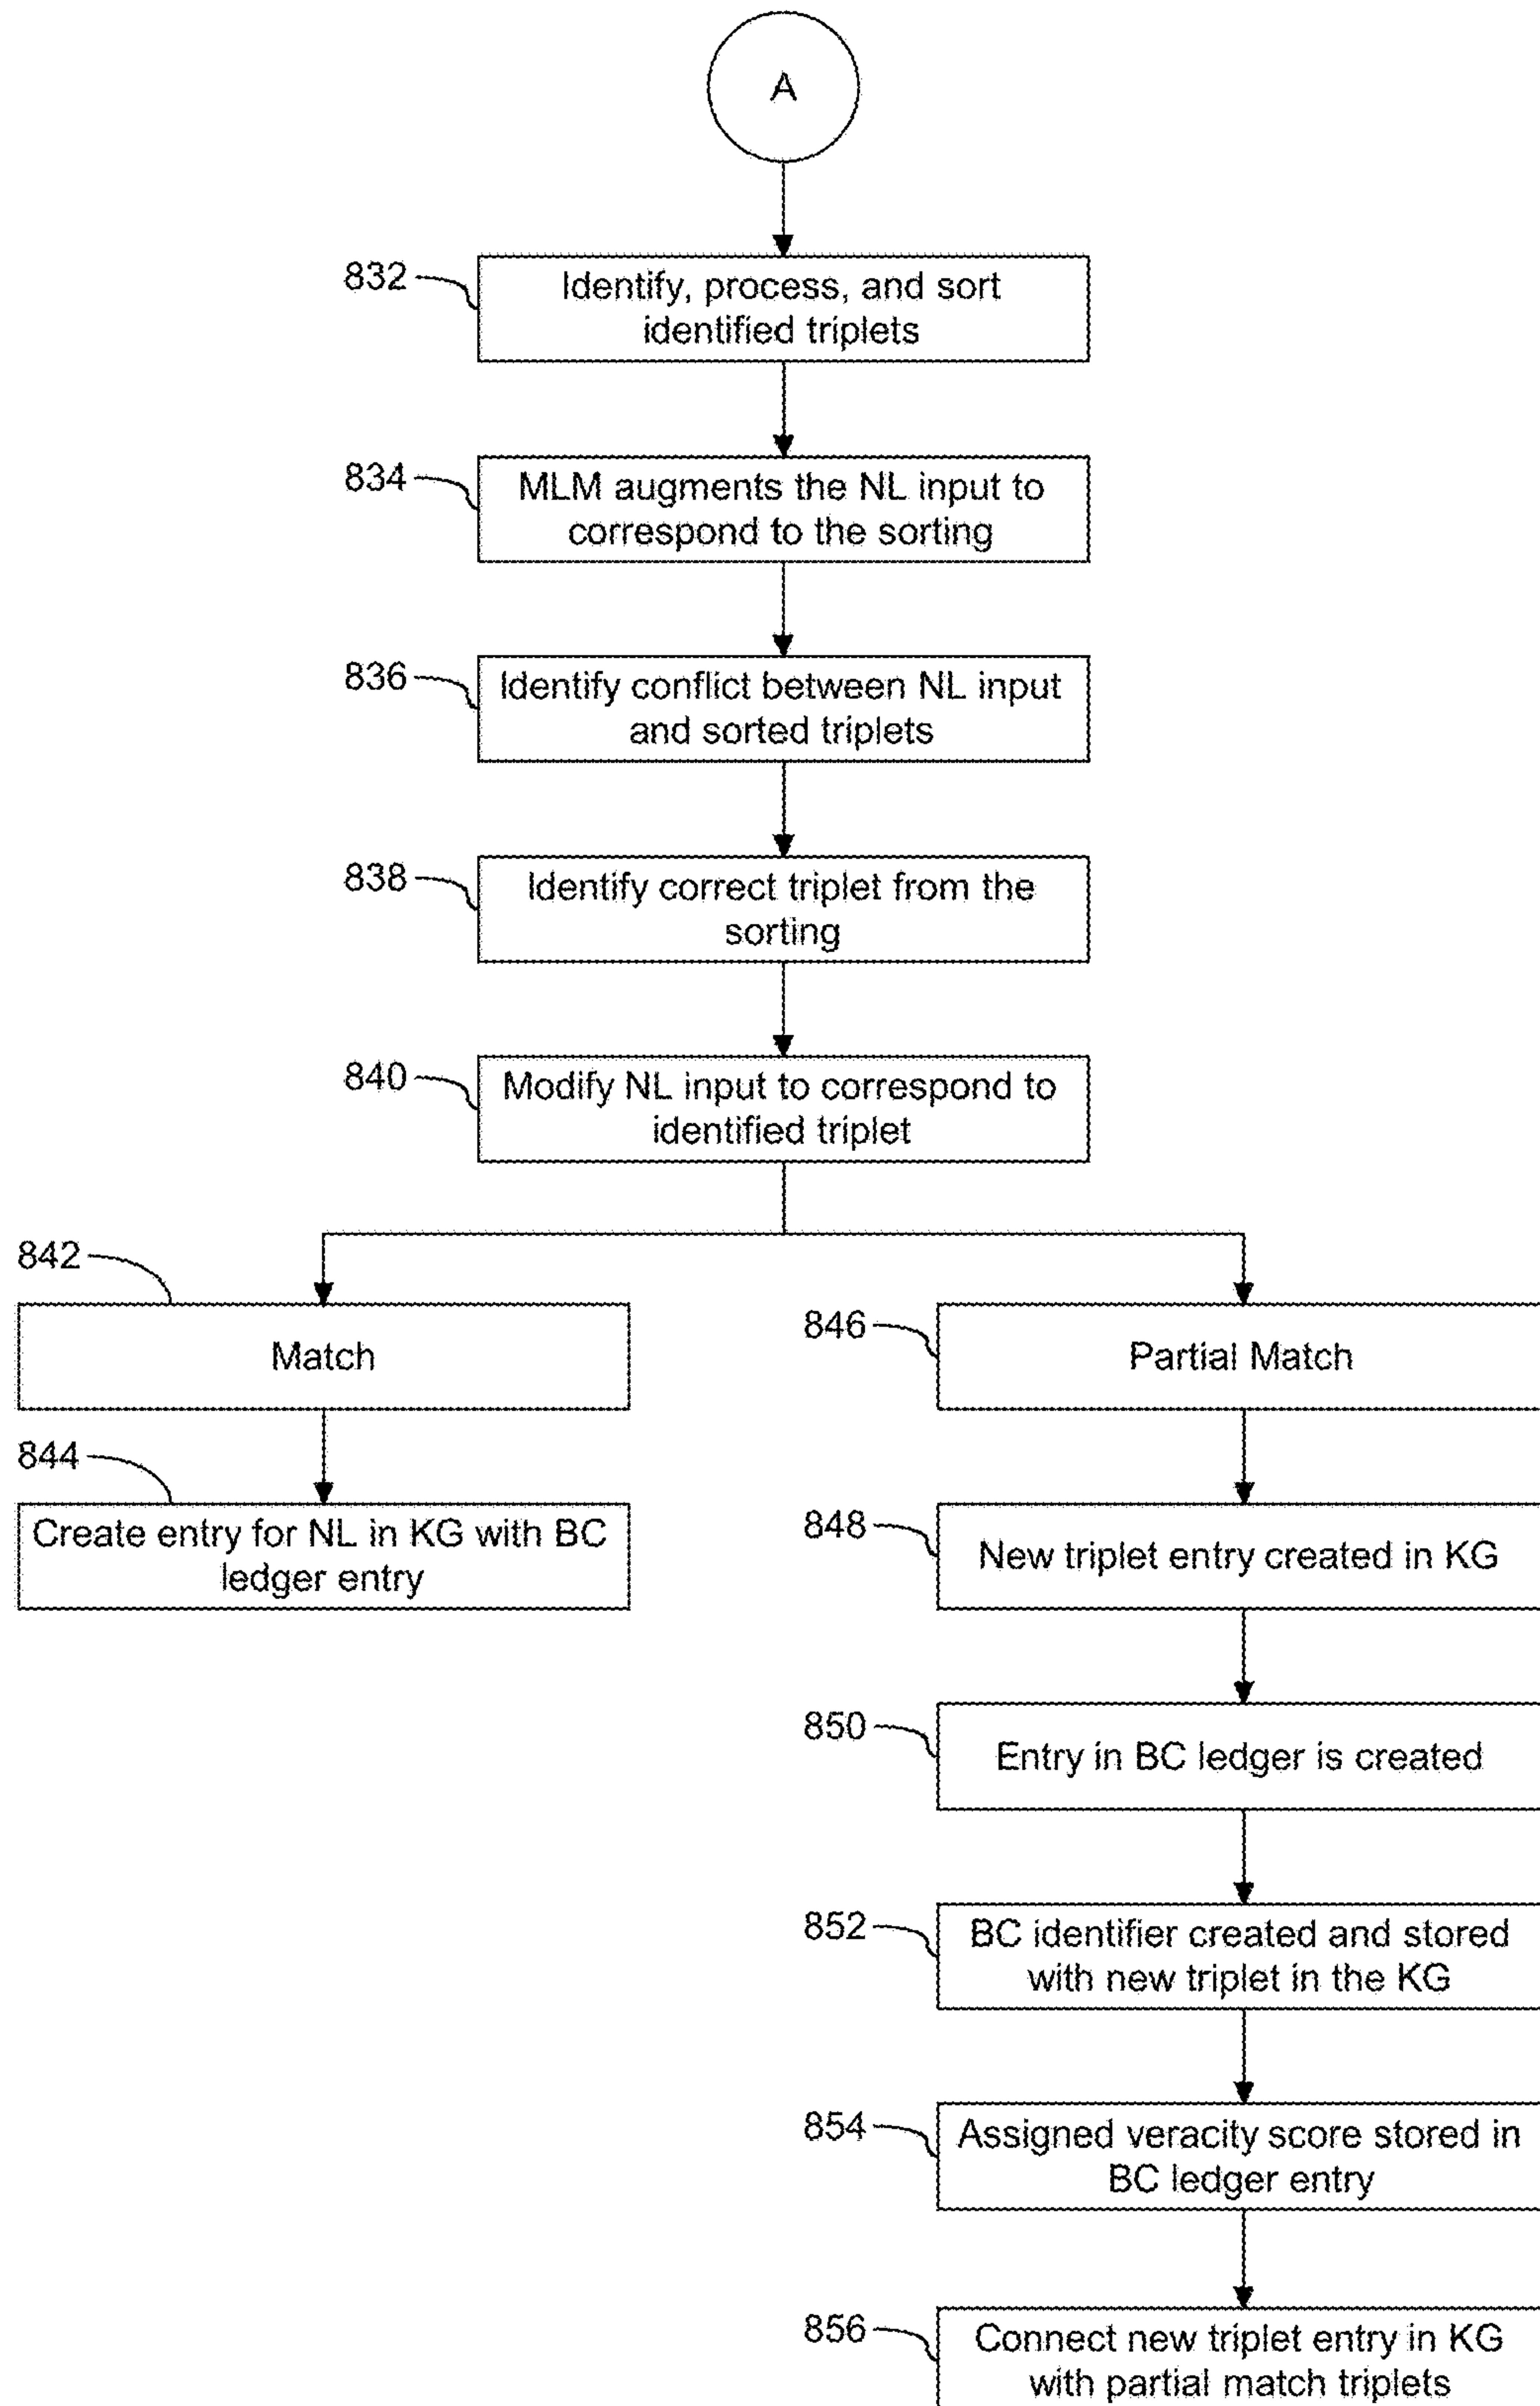 A
832
Identify, process, and sort
identified triplets
834
MLM augments the NL input to
correspond to the sorting
836
Identify conflict between NL input
and sorted triplets
838
Identify correct triplet from the
sorting
840
Modify NL input to correspond to
identified triplet
842
Match
844
Create entry for NL in KG with BC
ledger entry
846
Partial Match
848
New triplet entry created in KG
850
Entry in BC ledger is created
852
BC identifier created and stored
with new triplet in the KG
854
Assigned veracity score stored in
BC ledger entry
856
Connect new triplet entry in KG
with partial match triplets